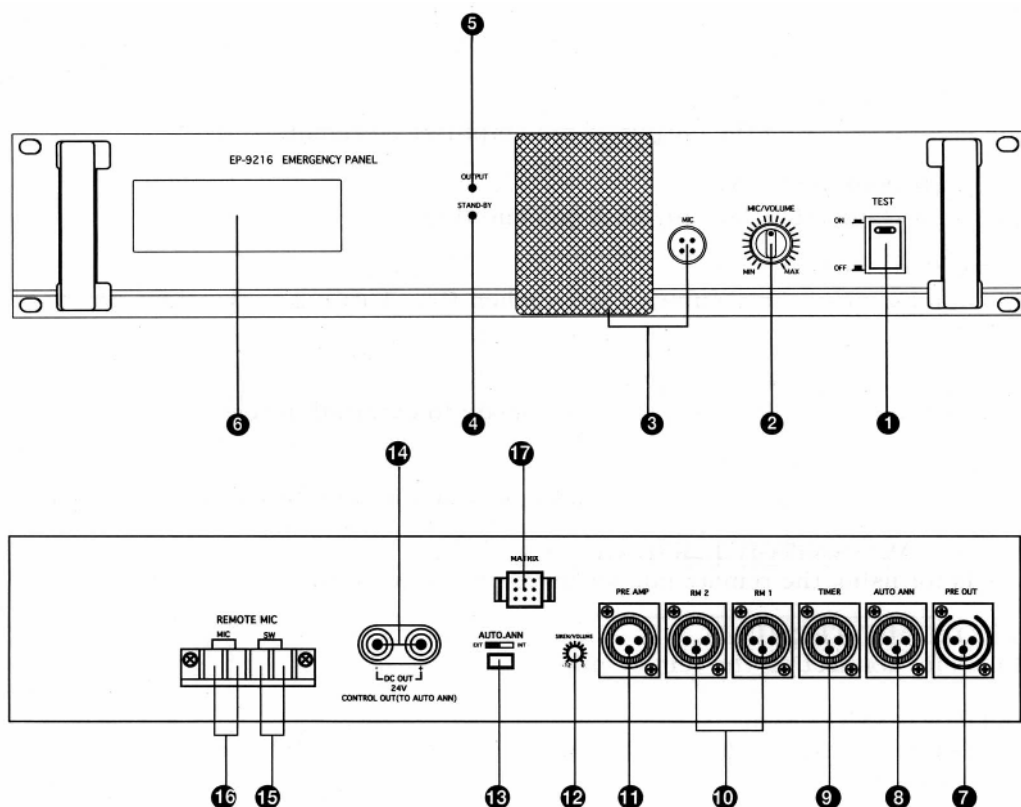 5
EP-9216 EMERGENCY PANEL
OUTPUT
STAND-BY
MIC
MIC/VOLUME
MIN MAX
TEST
ON
OFF
6 4 3 2 1
14 17
MATRIX
REMOTE MIC
MIC SW
- DC OUT +
24V
CONTROL OUT(TO AUTO ANN)
AUTO.ANN
EXT INT
SIREN/VOLUME
PRE AMP RM 2 RM 1 TIMER AUTO ANN PRE OUT
16 15 13 12 11 10 9 8 7